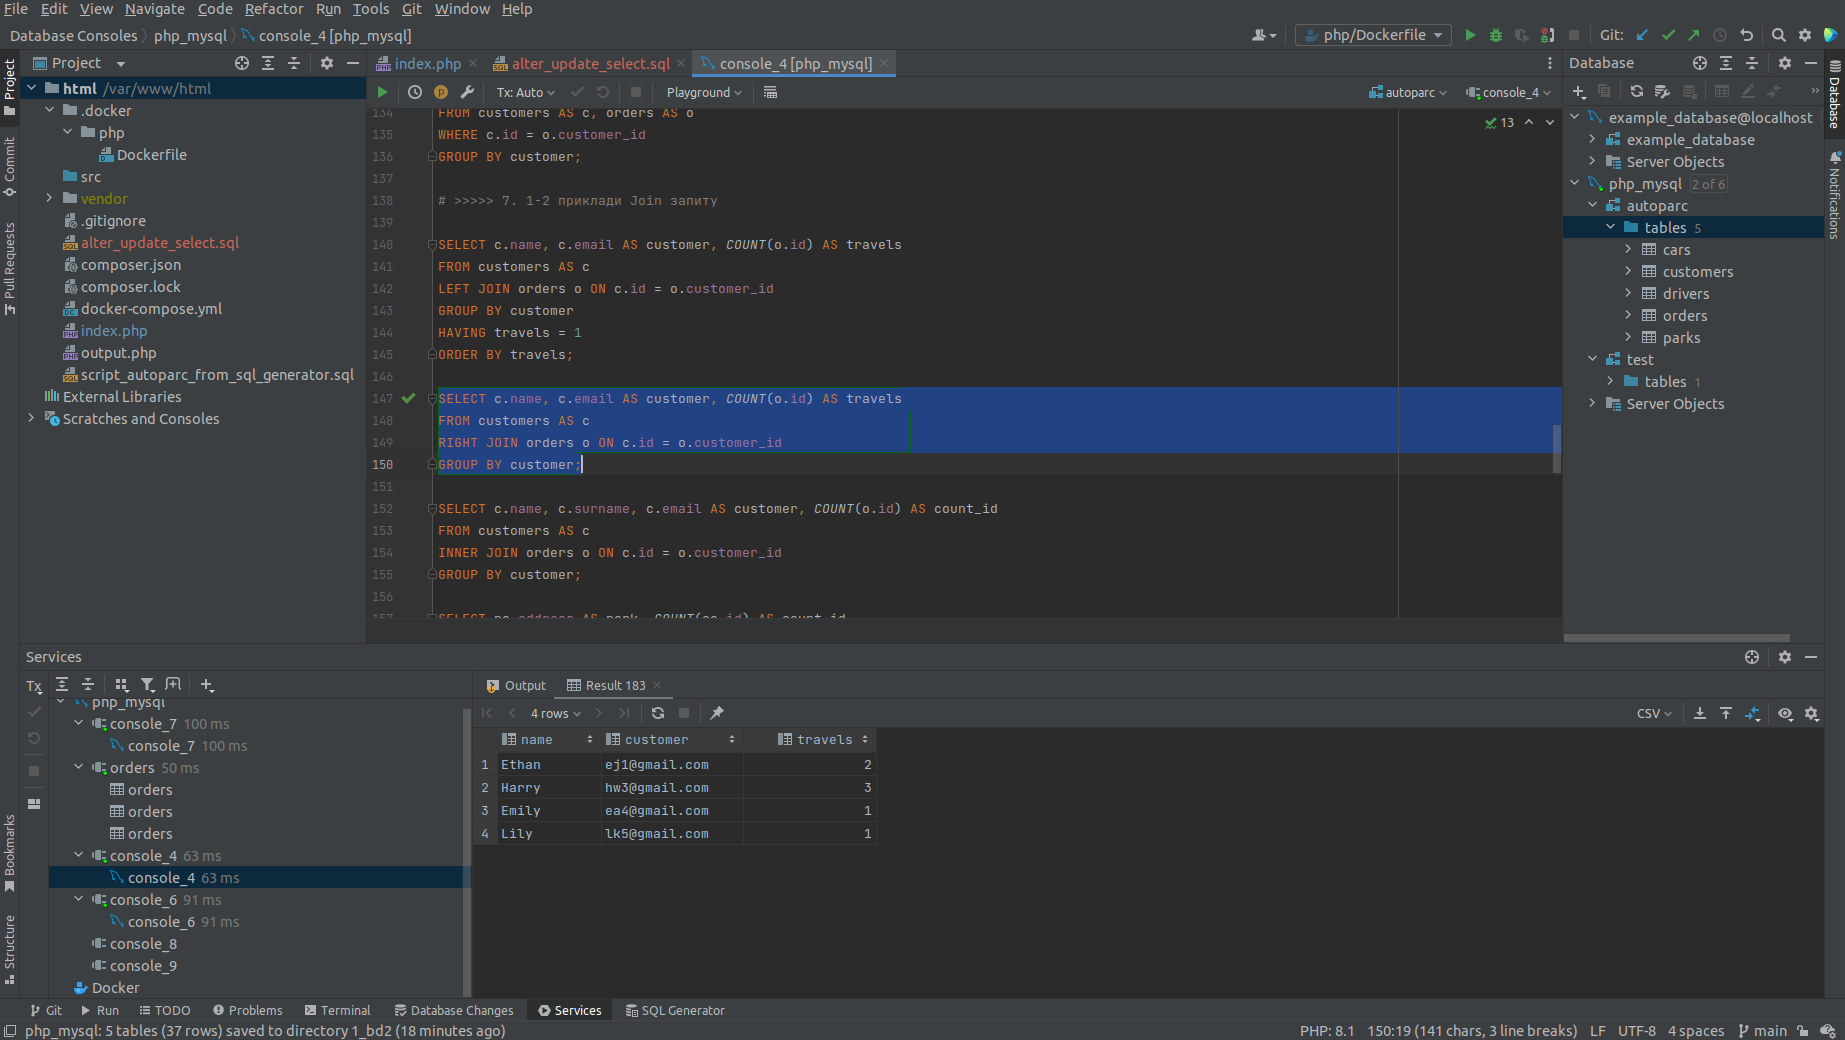 File Edit View Navigate Code Refactor Run Tools Git Window Help
Database Consoles php_mysql console_4 [php_mysql]
php/Dockerfile
Git:
Project
index.php
alter_update_select.sql
console_4 [php_mysql]
Database
html /var/www/html
.docker
php
Dockerfile
src
vendor
.gitignore
alter_update_select.sql
composer.json
composer.lock
docker-compose.yml
index.php
output.php
script_autoparc_from_sql_generator.sql
External Libraries
Scratches and Consoles
Tx: Auto
Playground
autoparc
console_4
13
134 FROM customers AS c, orders AS o
135 WHERE c.id = o.customer_id
136 GROUP BY customer;
137
138 # >>>>> 7. 1-2 приклади Join запиту
139
140 SELECT c.name, c.email AS customer, COUNT(o.id) AS travels
141 FROM customers AS c
142 LEFT JOIN orders o ON c.id = o.customer_id
143 GROUP BY customer
144 HAVING travels = 1
145 ORDER BY travels;
146
147 SELECT c.name, c.email AS customer, COUNT(o.id) AS travels
148 FROM customers AS c
149 RIGHT JOIN orders o ON c.id = o.customer_id
150 GROUP BY customer;
151
152 SELECT c.name, c.surname, c.email AS customer, COUNT(o.id) AS count_id
153 FROM customers AS c
154 INNER JOIN orders o ON c.id = o.customer_id
155 GROUP BY customer;
156
example_database@localhost
example_database
Server Objects
php_mysql 2 of 6
autoparc
tables 5
cars
customers
drivers
orders
parks
test
tables 1
Server Objects
Project
Commit
Pull Requests
Bookmarks
Structure
Database
Notifications
Services
Tx
php_mysql
console_7 100 ms
console_7 100 ms
orders 50 ms
orders
orders
orders
console_4 63 ms
console_4 63 ms
console_6 91 ms
console_6 91 ms
console_8
console_9
Docker
Output
Result 183
4 rows
CSV
name customer travels
1 Ethan ej1@gmail.com 2
2 Harry hw3@gmail.com 3
3 Emily ea4@gmail.com 1
4 Lily lk5@gmail.com 1
Git Run TODO Problems Terminal Database Changes Services SQL Generator
php_mysql: 5 tables (37 rows) saved to directory 1_bd2 (18 minutes ago)
PHP: 8.1 150:19 (141 chars, 3 line breaks) LF UTF-8 4 spaces main